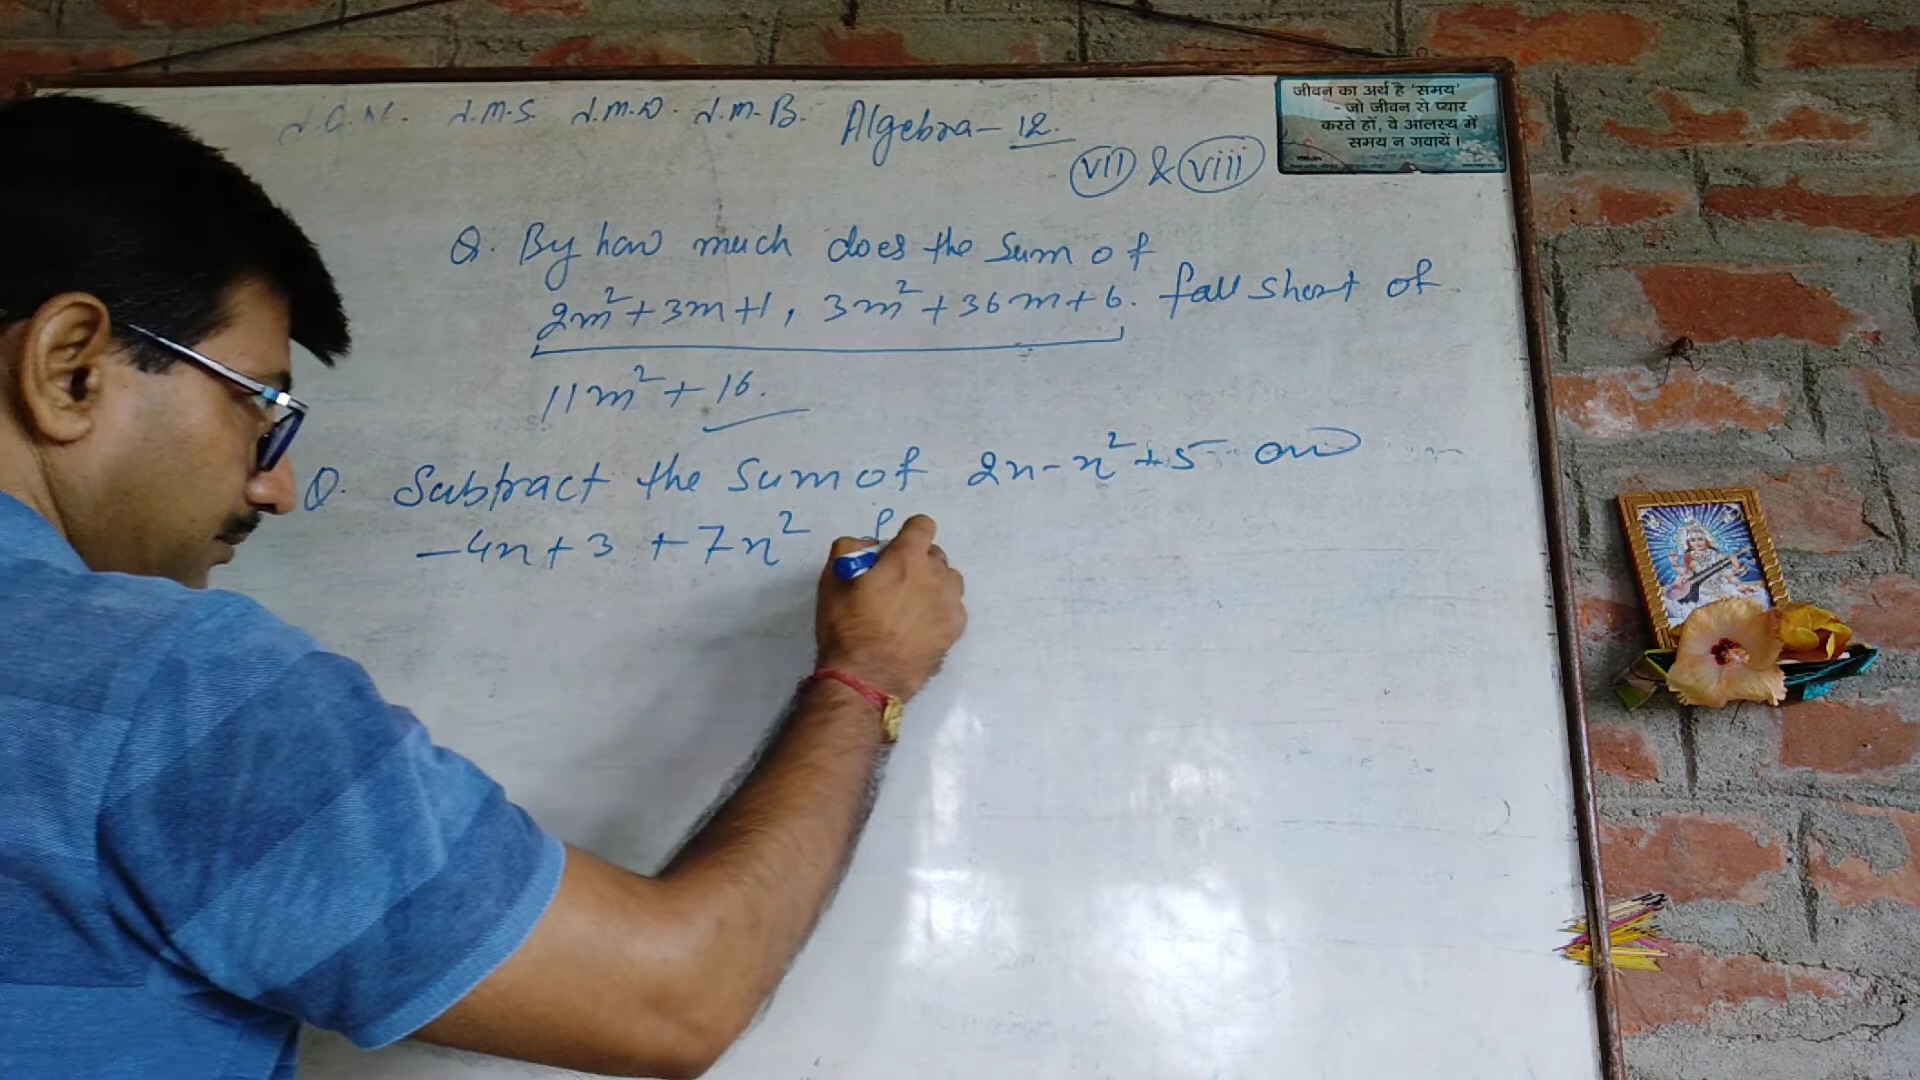 J.M.S. J.M.D. J.M.B. Algebra - 12.
VII & VIII
जीवन का अर्थ है 'समय'
- जो जीवन से प्यार
करते हों, वे आलस्य में
समय न गवायें।
Q. By how much does the sum of
2m² + 3m + 1, 3m² + 36m + 6. fall short of
11m² + 16.
Q. Subtract the sum of 2x - x² + 5 and
-4x + 3 + 7x² f